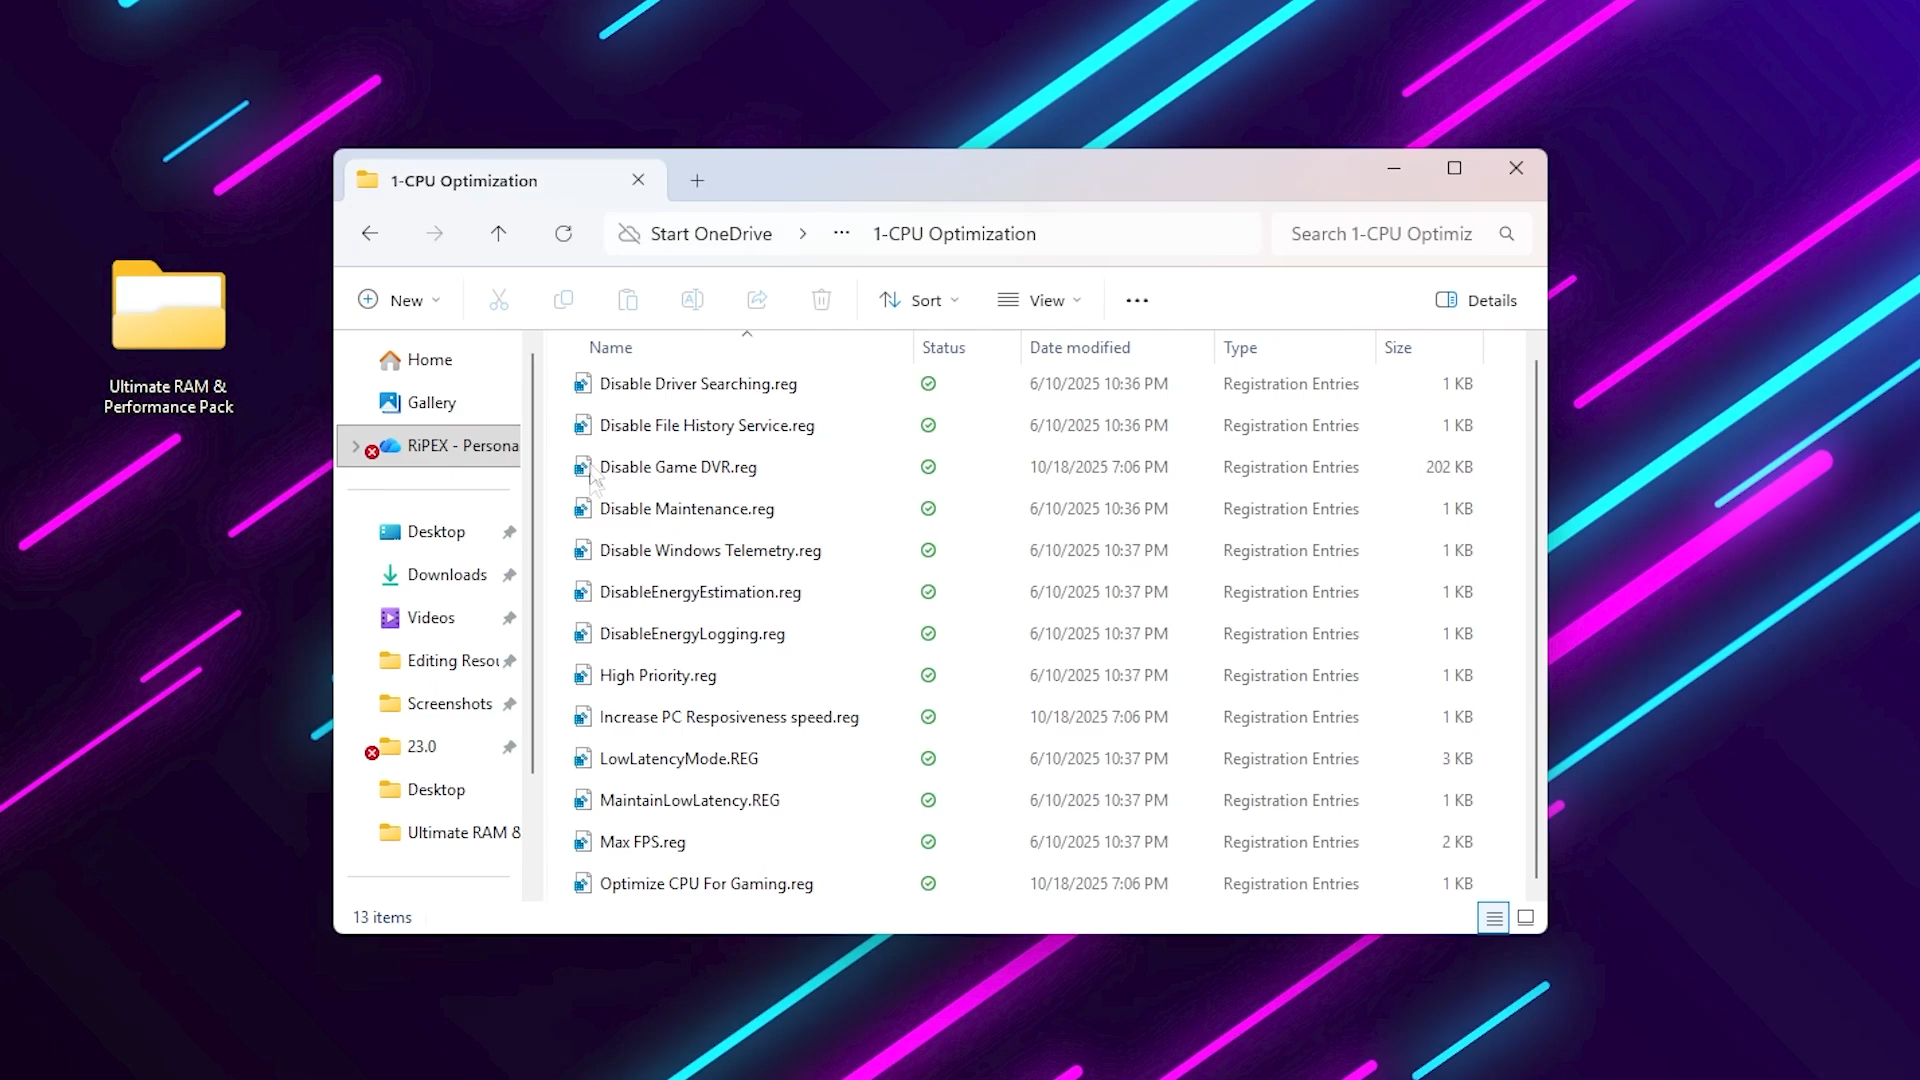 Ultimate RAM &
Performance Pack
1-CPU Optimization
Start OneDrive
1-CPU Optimization
Search 1-CPU Optimiz
New
Sort
View
Details
Home
Gallery
RiPEX - Persona
Desktop
Downloads
Videos
Editing Resou
Screenshots
23.0
Desktop
Ultimate RAM &
Name Status Date modified Type Size
Disable Driver Searching.reg 6/10/2025 10:36 PM Registration Entries 1 KB
Disable File History Service.reg 6/10/2025 10:36 PM Registration Entries 1 KB
Disable Game DVR.reg 10/18/2025 7:06 PM Registration Entries 202 KB
Disable Maintenance.reg 6/10/2025 10:36 PM Registration Entries 1 KB
Disable Windows Telemetry.reg 6/10/2025 10:37 PM Registration Entries 1 KB
DisableEnergyEstimation.reg 6/10/2025 10:37 PM Registration Entries 1 KB
DisableEnergyLogging.reg 6/10/2025 10:37 PM Registration Entries 1 KB
High Priority.reg 6/10/2025 10:37 PM Registration Entries 1 KB
Increase PC Resposiveness speed.reg 10/18/2025 7:06 PM Registration Entries 1 KB
LowLatencyMode.REG 6/10/2025 10:37 PM Registration Entries 3 KB
MaintainLowLatency.REG 6/10/2025 10:37 PM Registration Entries 1 KB
Max FPS.reg 6/10/2025 10:37 PM Registration Entries 2 KB
Optimize CPU For Gaming.reg 10/18/2025 7:06 PM Registration Entries 1 KB
13 items